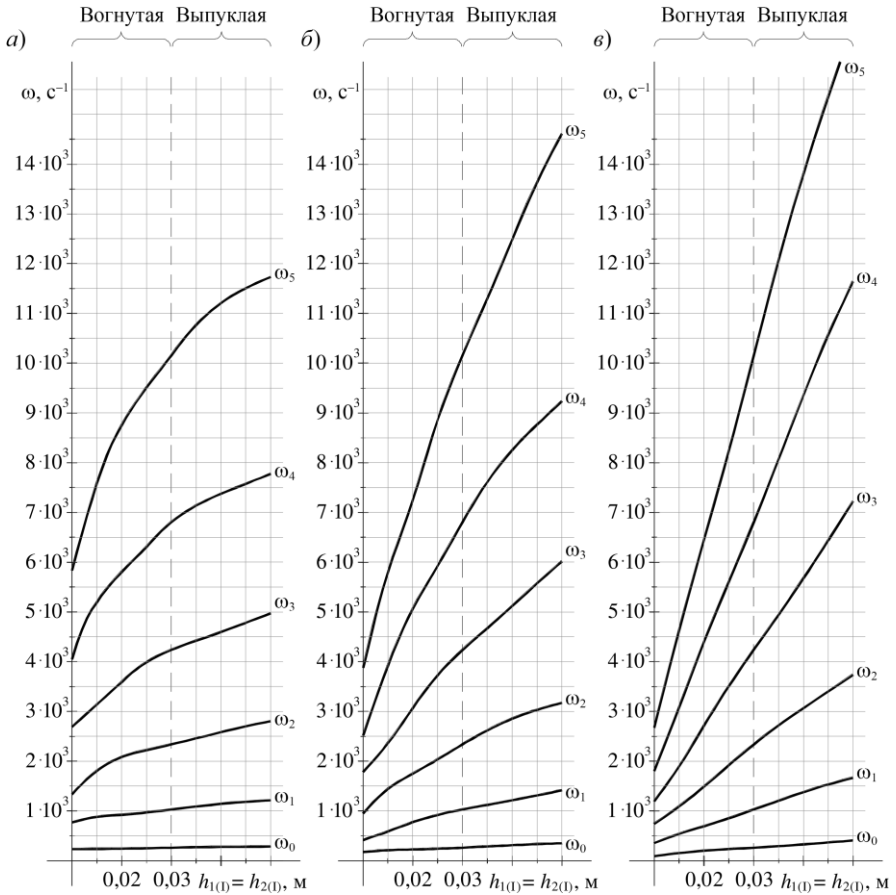 Вогнутая Выпуклая Вогнутая Выпуклая Вогнутая Выпуклая
а) б) в)
ω, с⁻¹
ω₅
ω₅
14·10³ 14·10³ 14·10³
13·10³ 13·10³ 13·10³
12·10³ 12·10³ 12·10³
ω₅
ω₄
11·10³ 11·10³ 11·10³
10·10³ 10·10³ 10·10³
ω₄
9·10³ 9·10³ 9·10³
8·10³ 8·10³ 8·10³
ω₄
ω₃
7·10³ 7·10³ 7·10³
6·10³ 6·10³ 6·10³
ω₃
5·10³ 5·10³ 5·10³
ω₃
4·10³ 4·10³ 4·10³
ω₂
3·10³ 3·10³ 3·10³
ω₂ ω₂
2·10³ 2·10³ 2·10³
ω₁
ω₁ ω₁
1·10³ 1·10³ 1·10³
ω₀ ω₀ ω₀
0,02 0,03 h₁₍I₎= h₂₍I₎, м 0,02 0,03 h₁₍I₎= h₂₍I₎, м 0,02 0,03 h₁₍I₎= h₂₍I₎, м